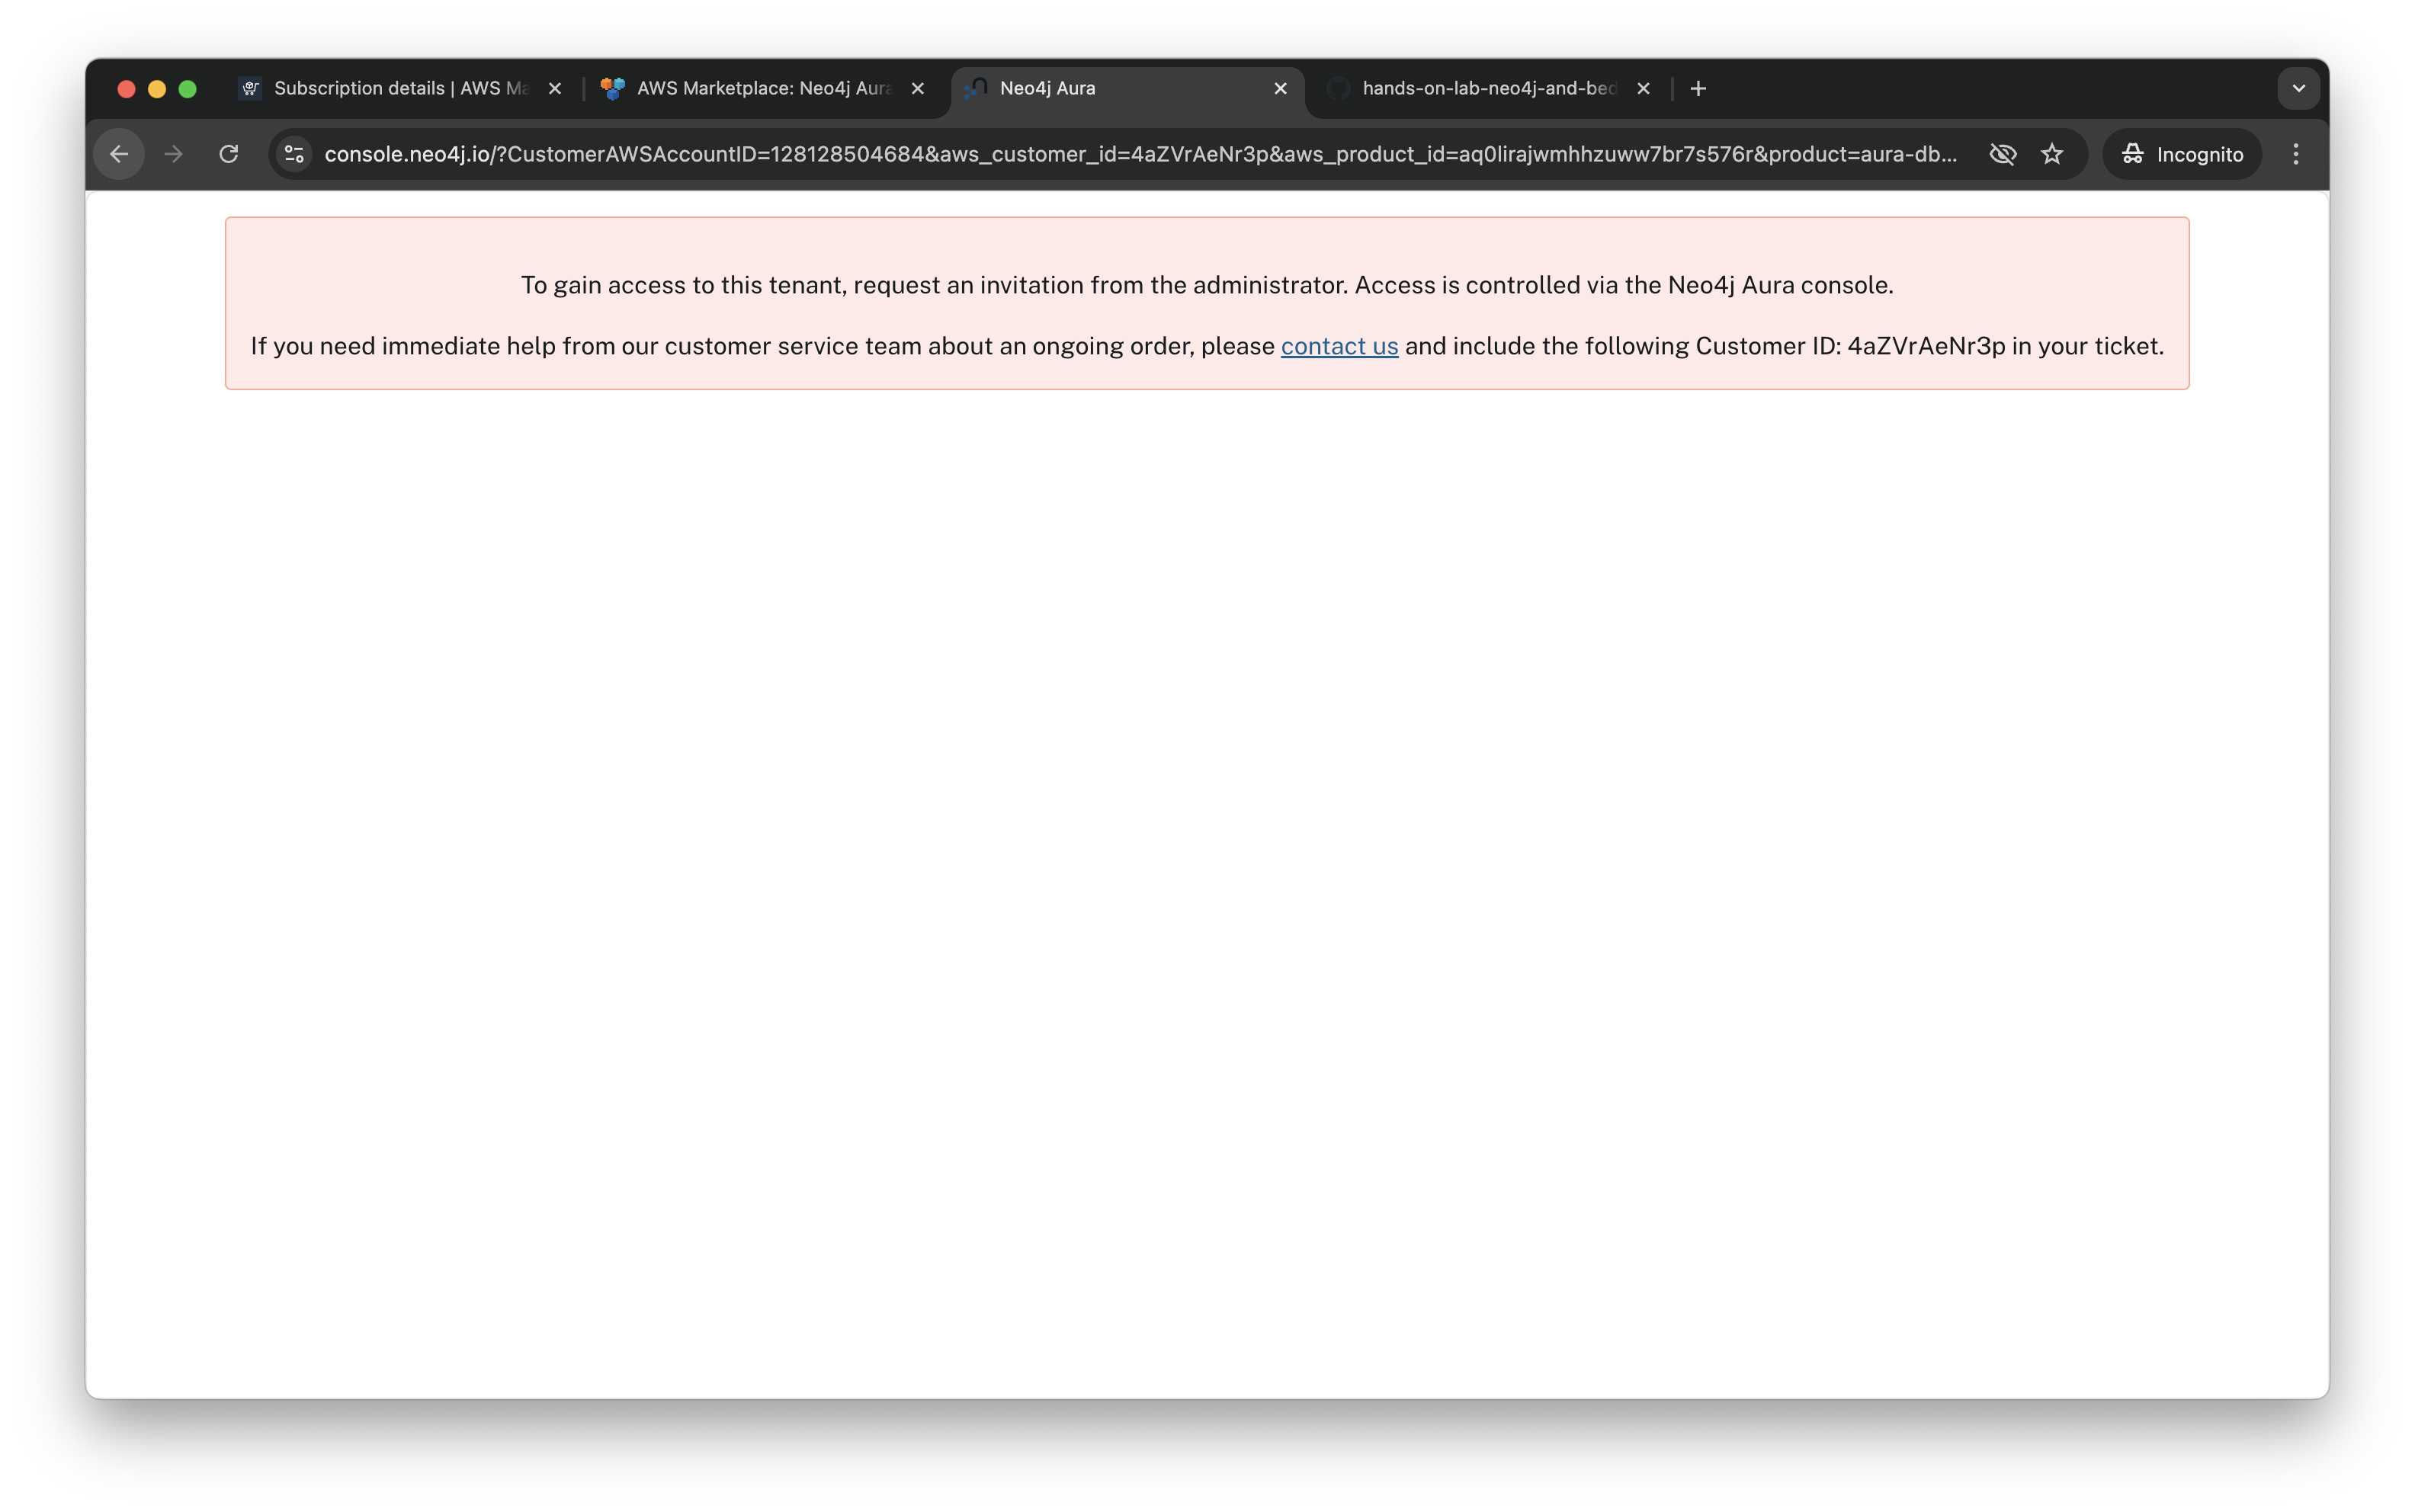 Subscription details | AWS Ma
AWS Marketplace: Neo4j Aura
Neo4j Aura
hands-on-lab-neo4j-and-bed
console.neo4j.io/?CustomerAWSAccountID=128128504684&aws_customer_id=4aZVrAeNr3p&aws_product_id=aq0lirajwmhhzuww7br7s576r&product=aura-db...
Incognito
To gain access to this tenant, request an invitation from the administrator. Access is controlled via the Neo4j Aura console.
If you need immediate help from our customer service team about an ongoing order, please contact us and include the following Customer ID: 4aZVrAeNr3p in your ticket.